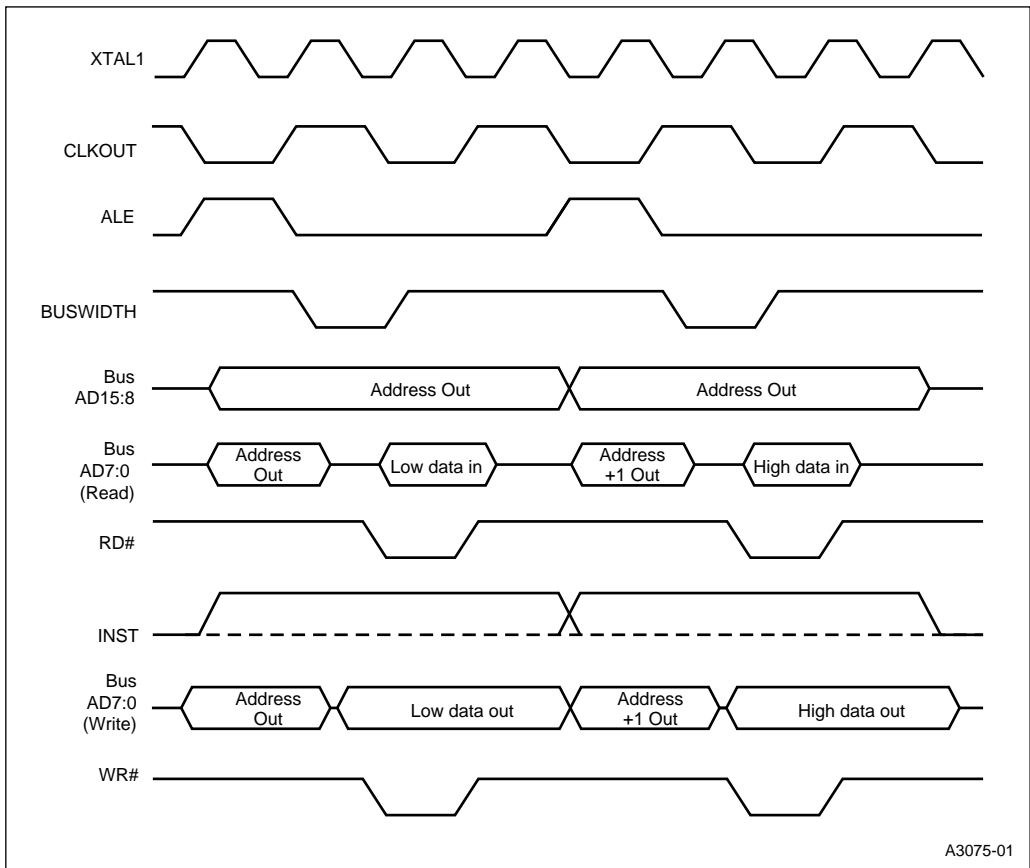 XTAL1
CLKOUT
ALE
BUSWIDTH
Bus
AD15:8
Address Out
Address Out
Bus
AD7:0
(Read)
Address
Out
Low data in
Address
+1 Out
High data in
RD#
INST
Bus
AD7:0
(Write)
Address
Out
Low data out
Address
+1 Out
High data out
WR#
A3075-01